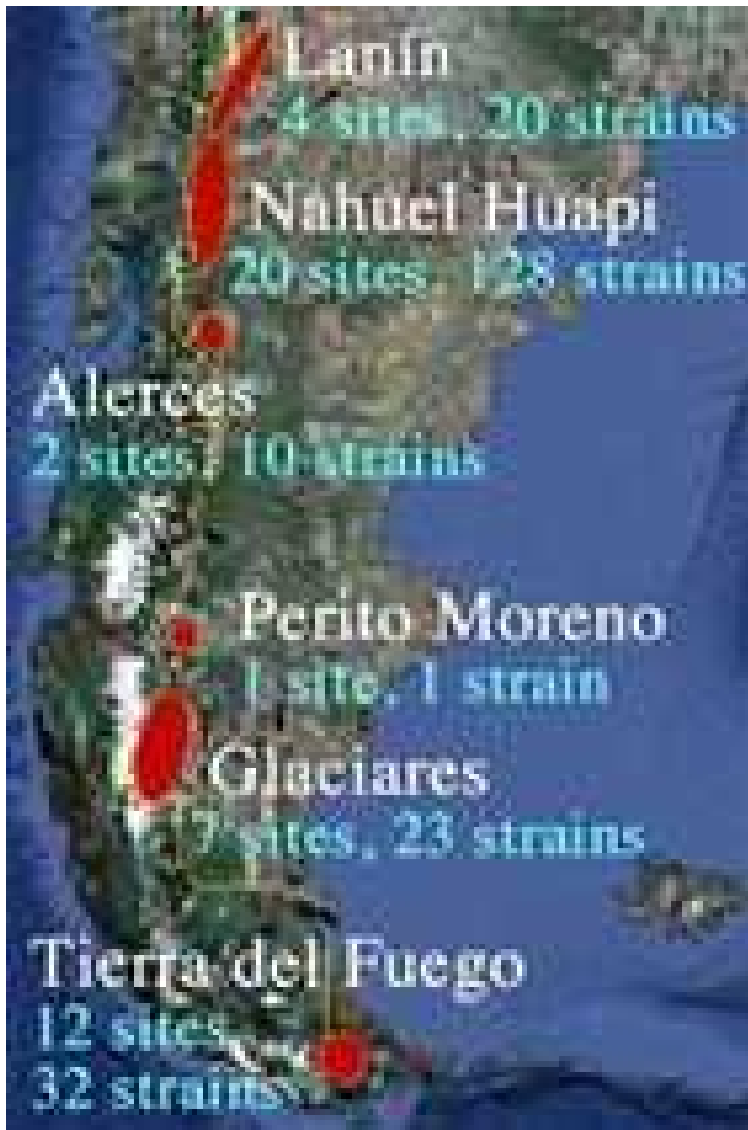 Lanín
4 sites, 20 strains
Nahuel Huapi
20 sites, 128 strains
Alerces
2 sites, 10 strains
Perito Moreno
1 site, 1 strain
Glaciares
7 sites, 23 strains
Tierra del Fuego
12 sites
32 strains